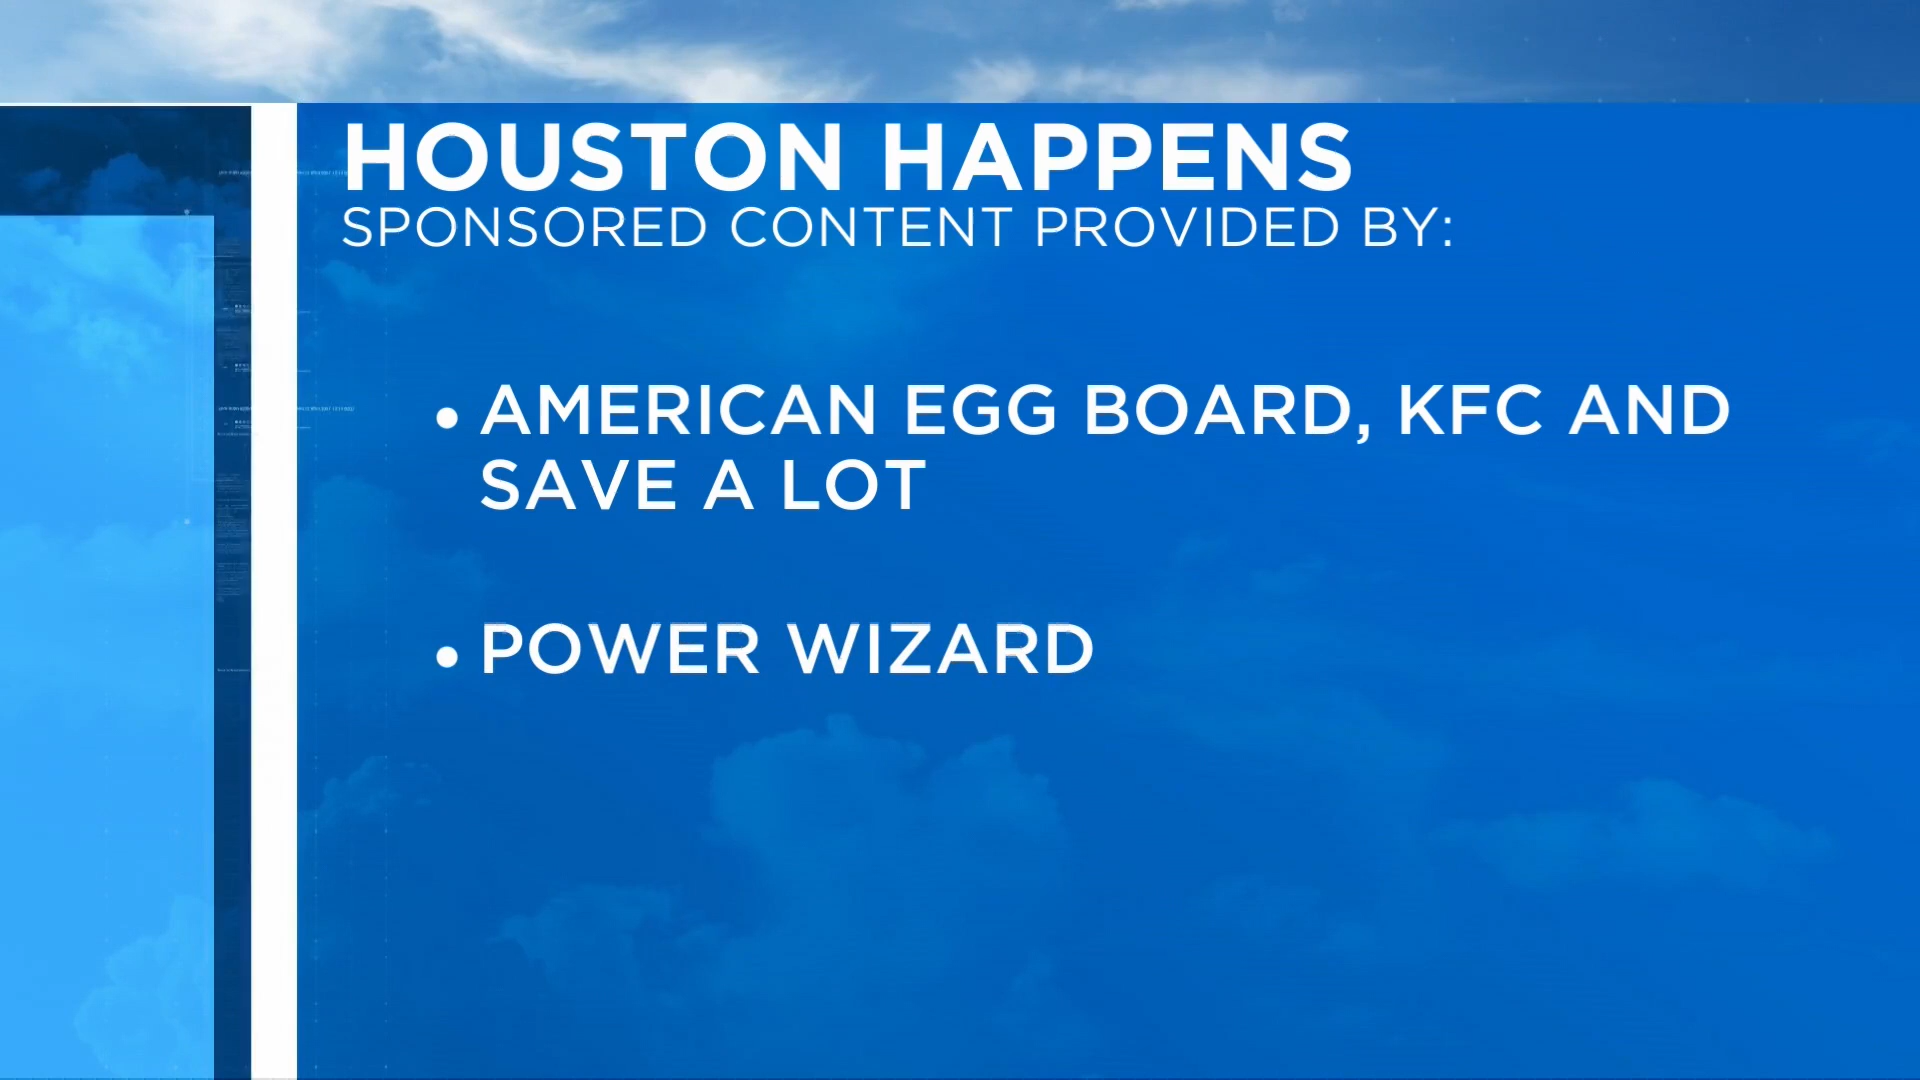 HOUSTON HAPPENS
SPONSORED CONTENT PROVIDED BY:
• AMERICAN EGG BOARD, KFC AND
SAVE A LOT
• POWER WIZARD